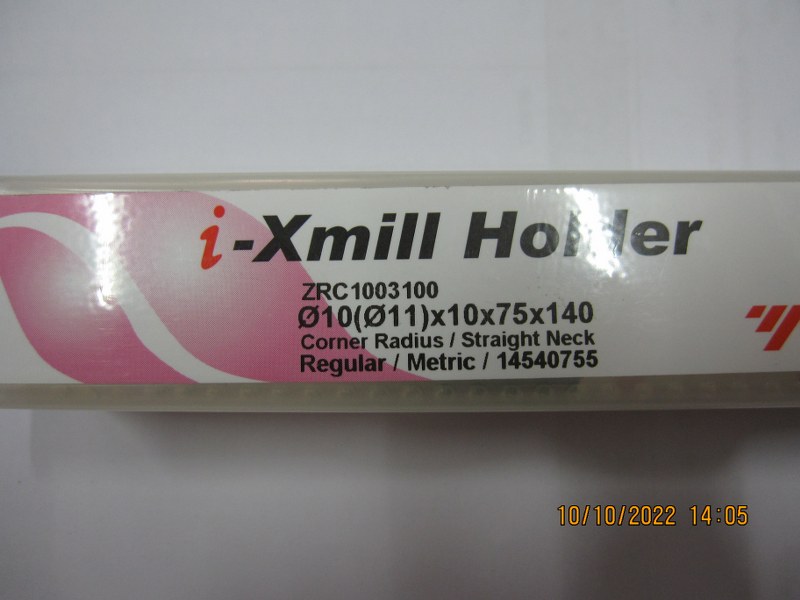 i-Xmill Holder
ZRC1003100
Ø10(Ø11)x10x75x140
Corner Radius / Straight Neck
Regular / Metric / 14540755
10/10/2022 14:05